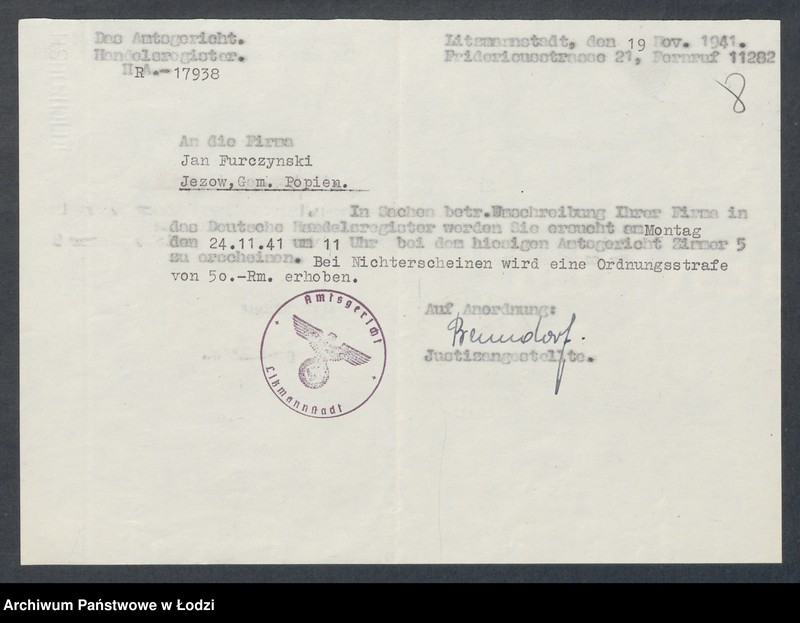 Das Amtsgericht.
Handelsregister.
H R A.-17938
Litzmannstadt, den 19 Nov. 1941.
Fridericusstrasse 21, Fernruf 11282
8
An die Firma
Jan Furczynski
Jezow,Gem. Popien.
In Sachen betr.Umschreibung Ihrer Firma in
das Deutsche Handelsregister werden Sie ersucht am Montag
dem 24.11.41 um 11 Uhr bei dem hiesigen Amtsgericht Zimmer 5
zu erscheinen. Bei Nichterscheinen wird eine Ordnungsstrafe
von 5o.-Rm. erhoben.
Auf Anordnung:
Benndorf.
Justizangestellte.
Amtsgericht
Litzmannstadt
Archiwum Państwowe w Łodzi